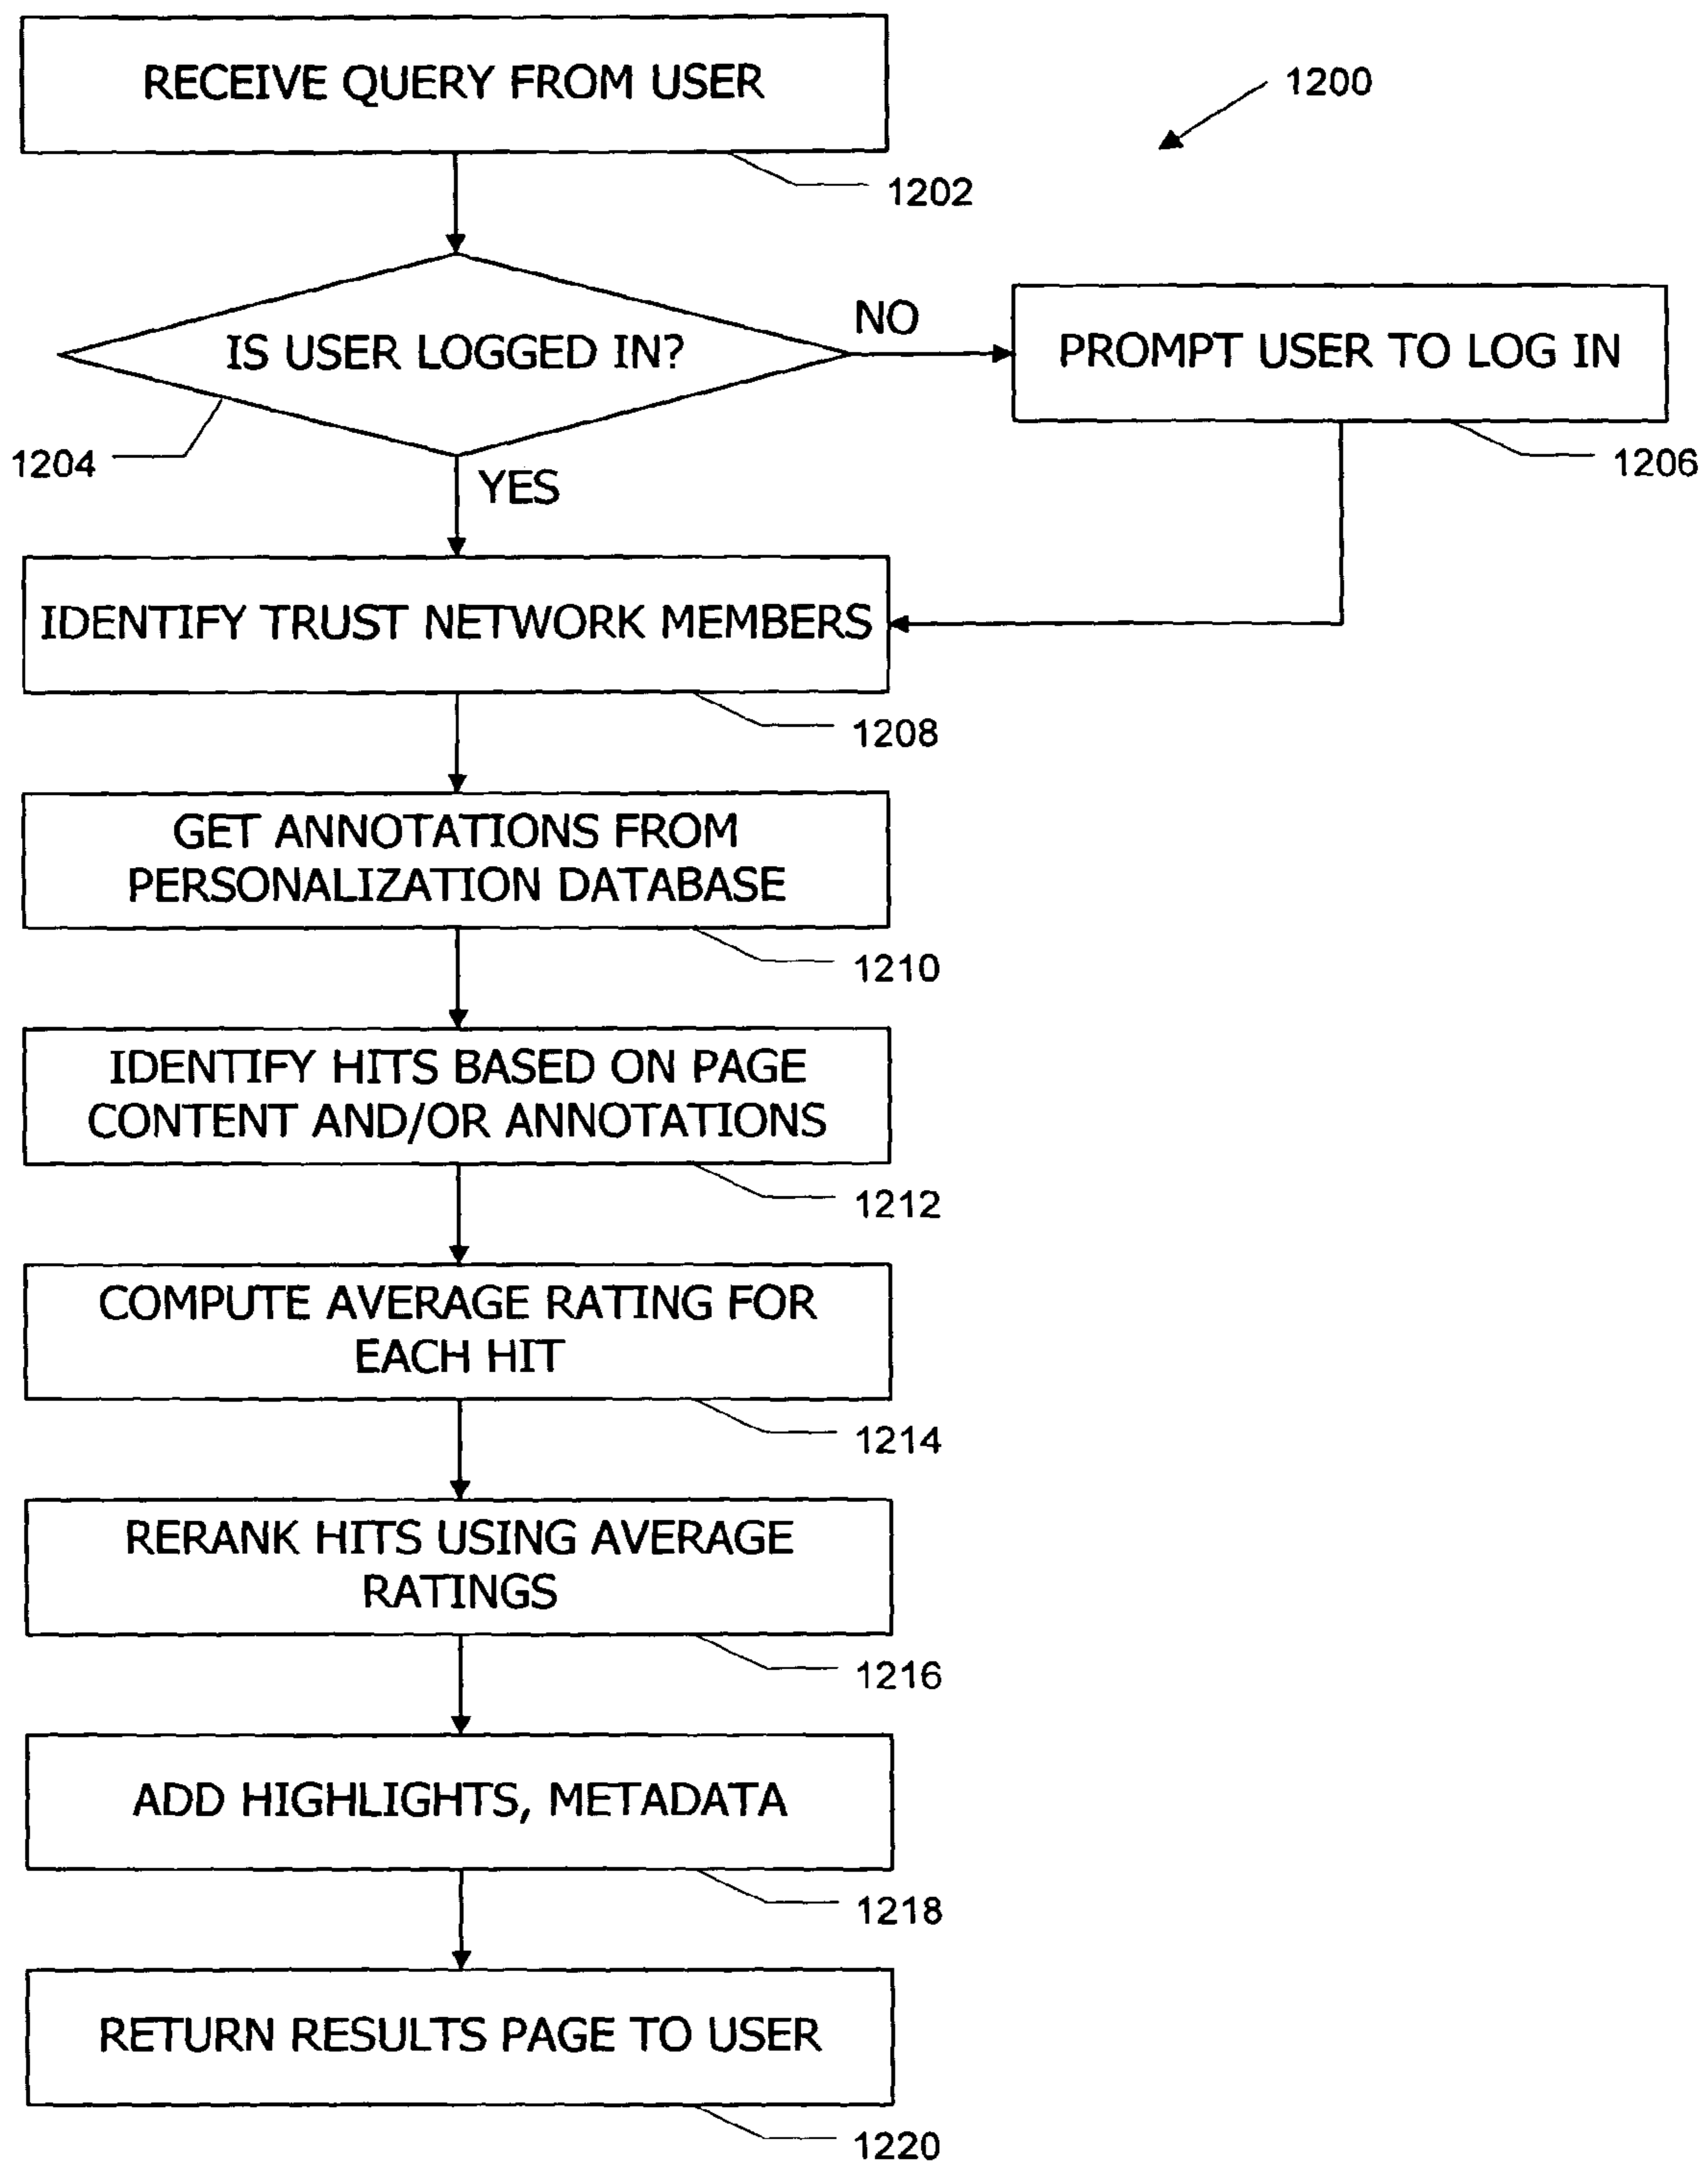 RECEIVE QUERY FROM USER
1200
1202
IS USER LOGGED IN?
NO
PROMPT USER TO LOG IN
1204
YES
1206
IDENTIFY TRUST NETWORK MEMBERS
1208
GET ANNOTATIONS FROM
PERSONALIZATION DATABASE
1210
IDENTIFY HITS BASED ON PAGE
CONTENT AND/OR ANNOTATIONS
1212
COMPUTE AVERAGE RATING FOR
EACH HIT
1214
RERANK HITS USING AVERAGE
RATINGS
1216
ADD HIGHLIGHTS, METADATA
1218
RETURN RESULTS PAGE TO USER
1220